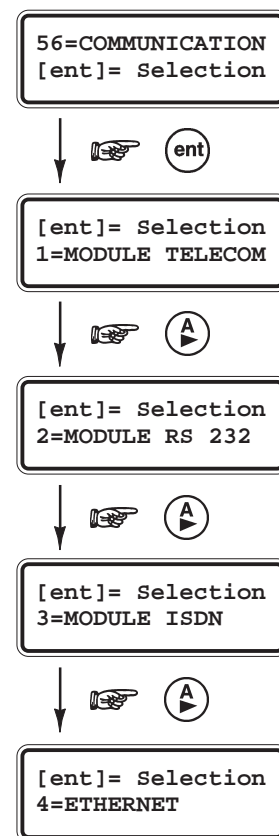 56=COMMUNICATION
[ent]= Selection
ent
[ent]= Selection
1=MODULE TELECOM
A
[ent]= Selection
2=MODULE RS 232
A
[ent]= Selection
3=MODULE ISDN
A
[ent]= Selection
4=ETHERNET